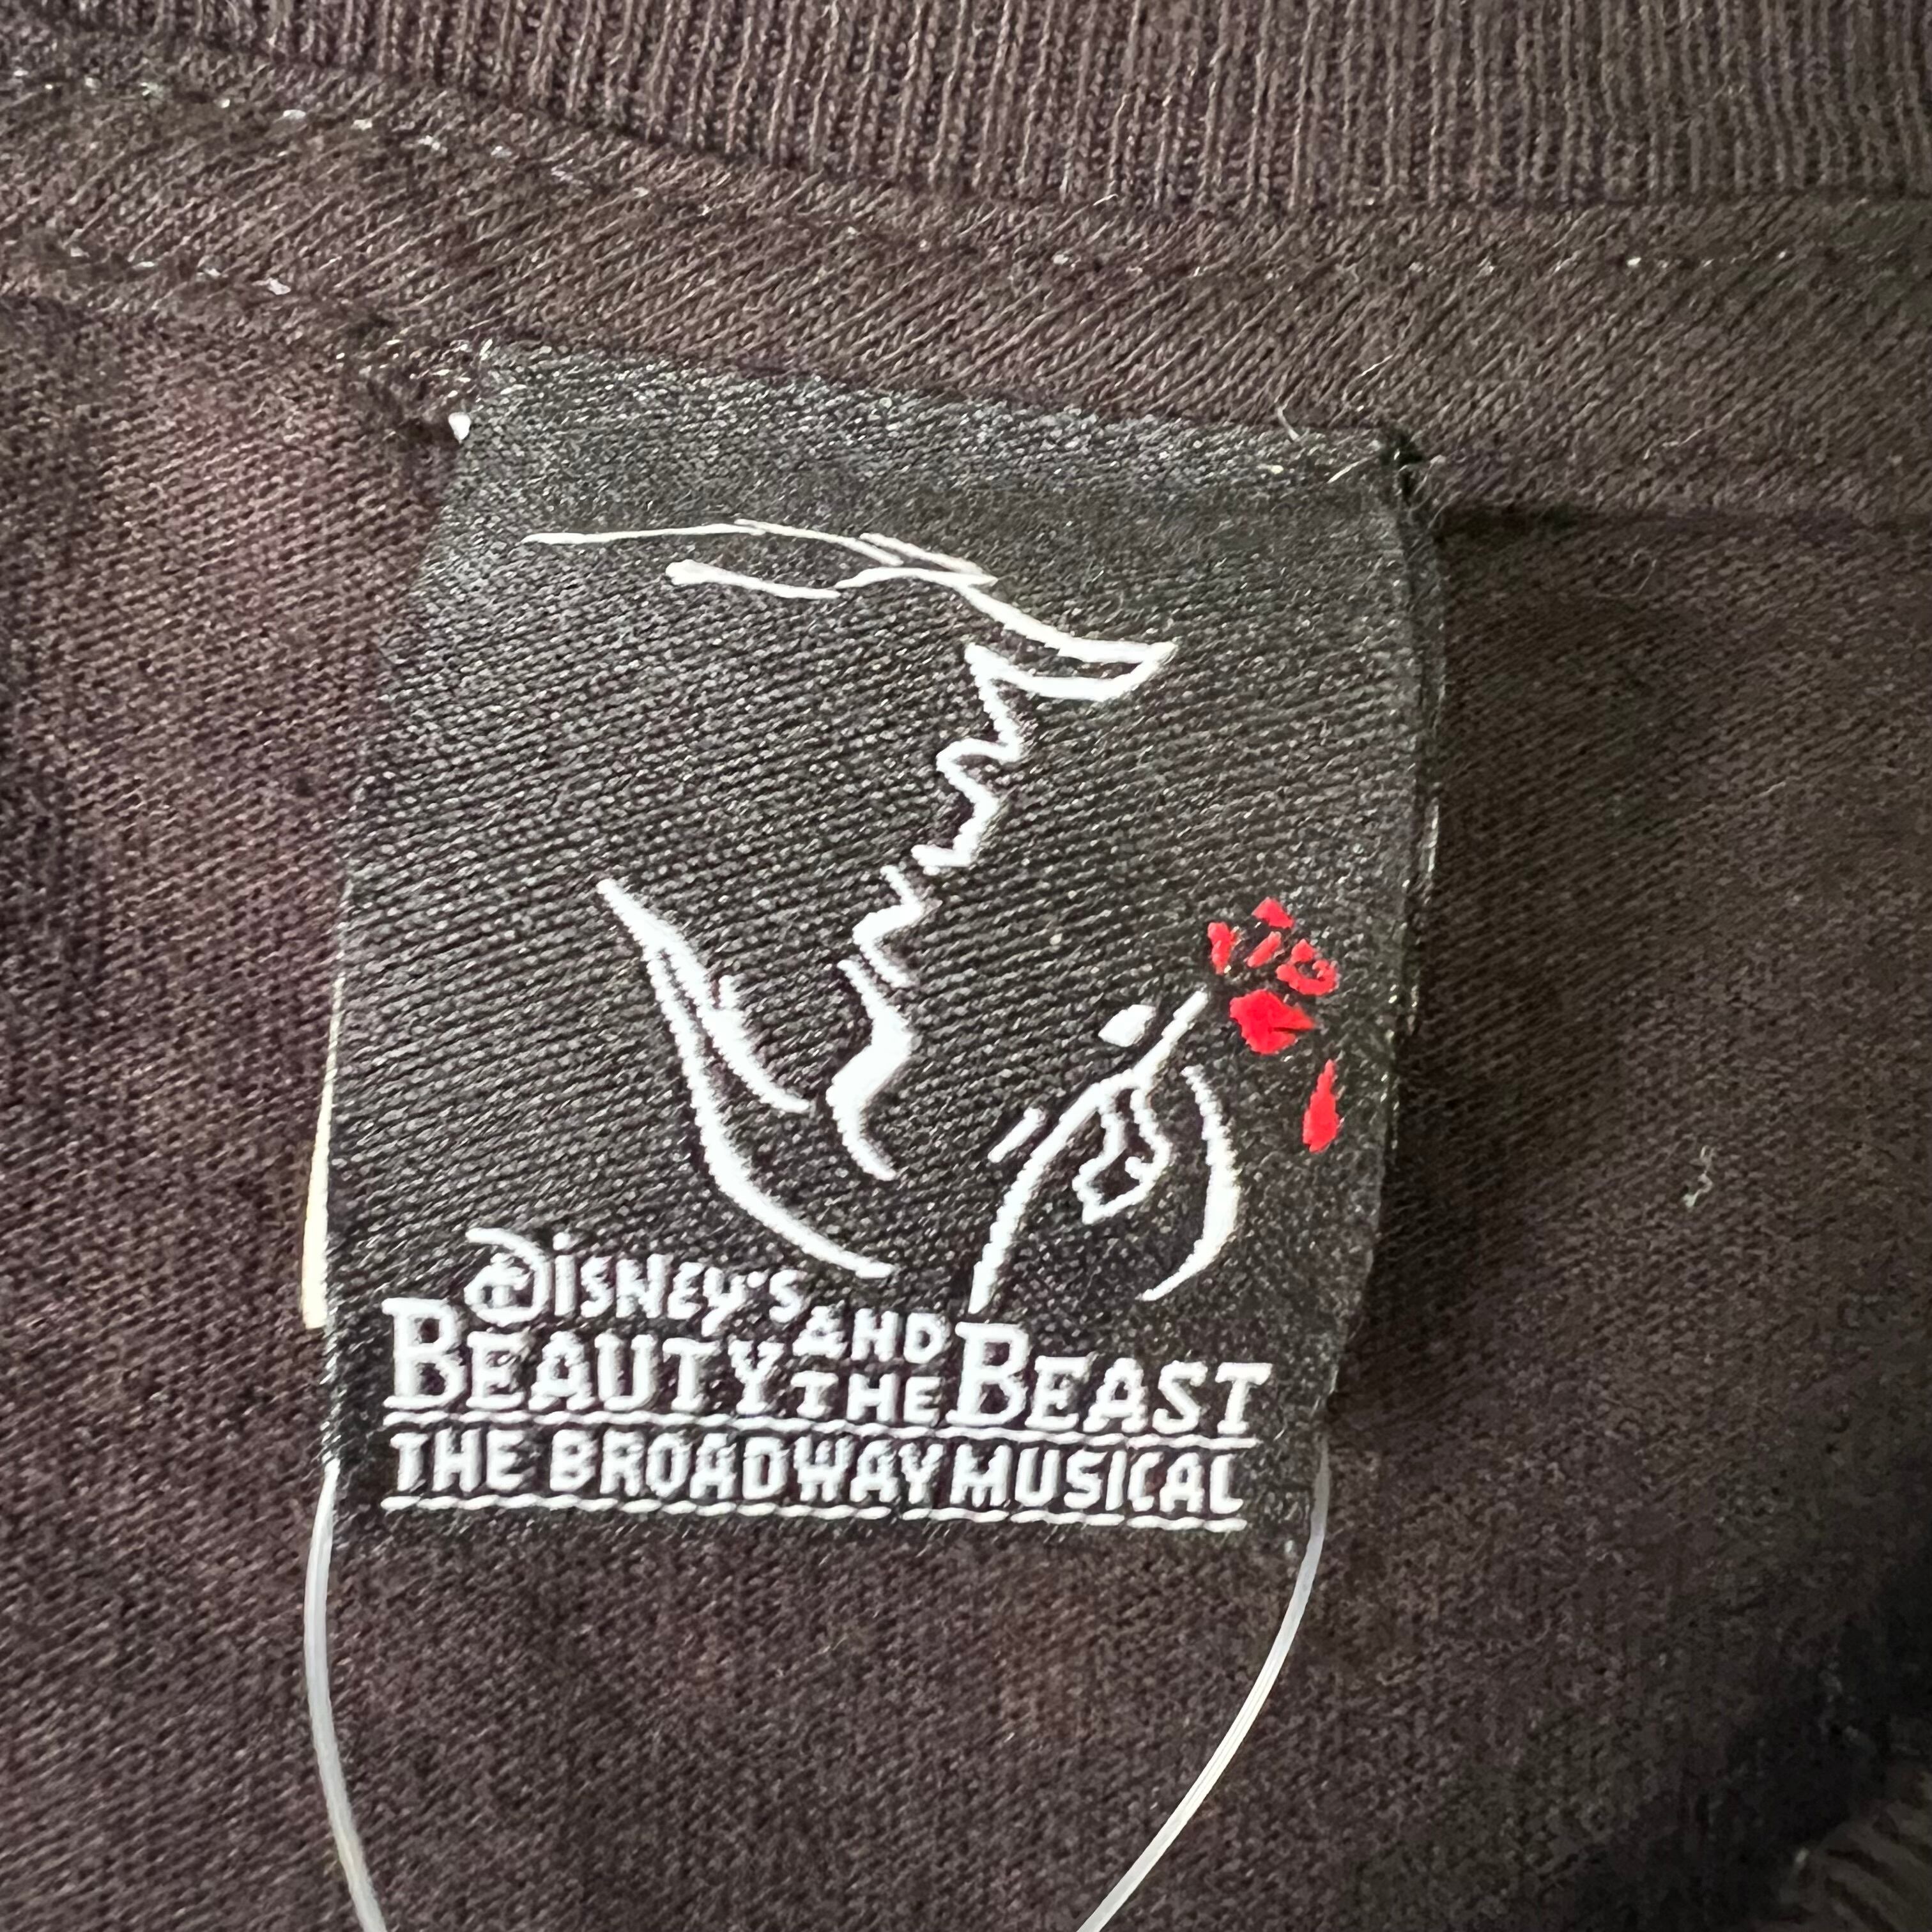 DISNEY'S
BEAUTY AND THE BEAST
THE BROADWAY MUSICAL